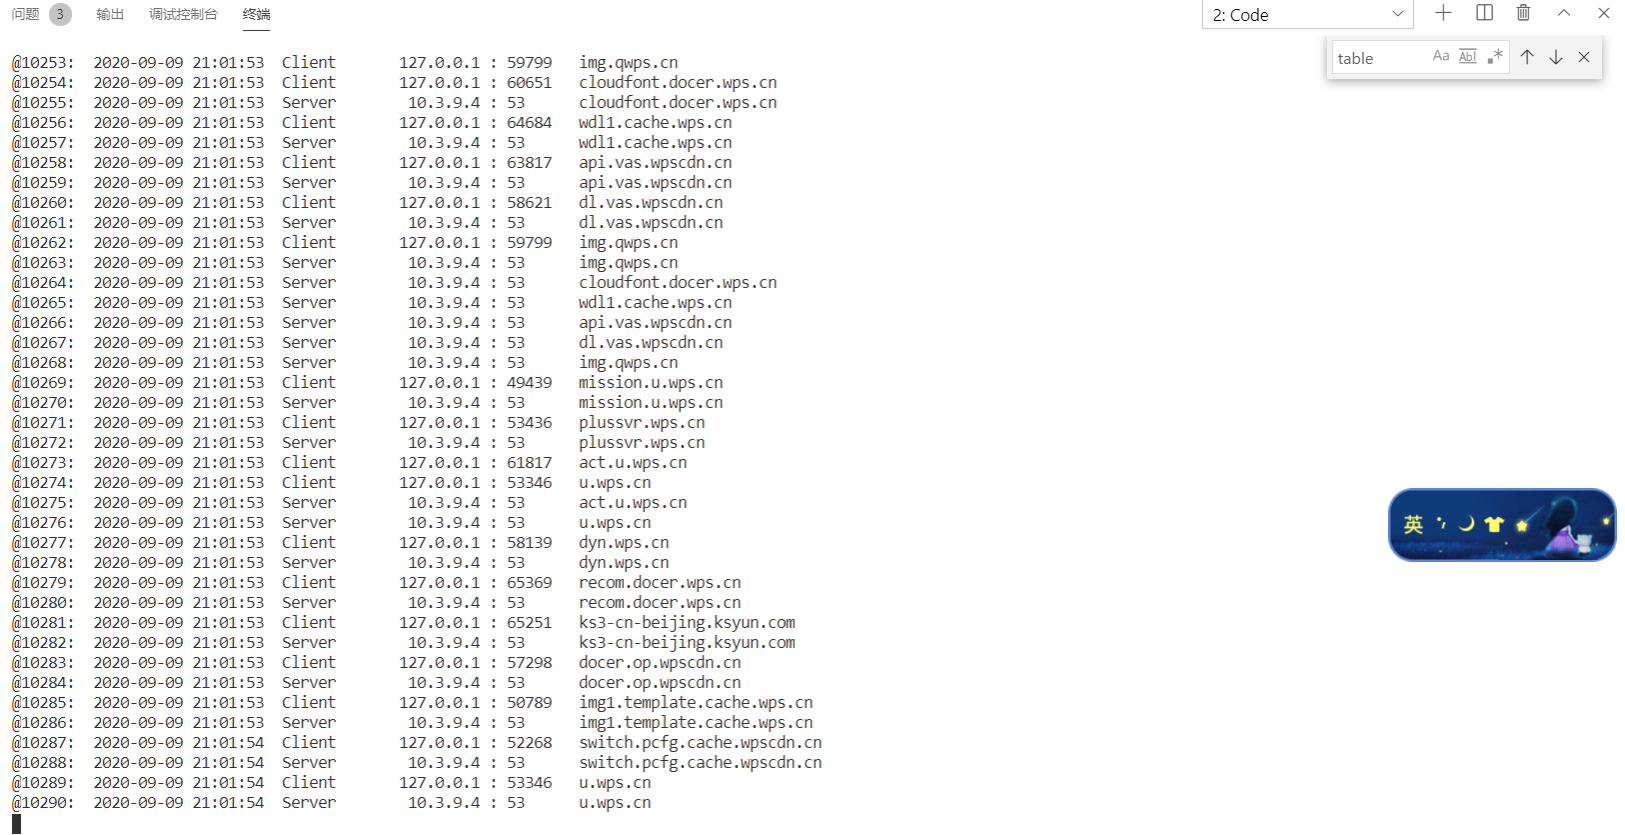 问题 3 输出 调试控制台 终端 2: Code
table Aa Abl .*
@10253: 2020-09-09 21:01:53 Client 127.0.0.1 : 59799 img.qwps.cn
@10254: 2020-09-09 21:01:53 Client 127.0.0.1 : 60651 cloudfont.docer.wps.cn
@10255: 2020-09-09 21:01:53 Server 10.3.9.4 : 53 cloudfont.docer.wps.cn
@10256: 2020-09-09 21:01:53 Client 127.0.0.1 : 64684 wdl1.cache.wps.cn
@10257: 2020-09-09 21:01:53 Server 10.3.9.4 : 53 wdl1.cache.wps.cn
@10258: 2020-09-09 21:01:53 Client 127.0.0.1 : 63817 api.vas.wpscdn.cn
@10259: 2020-09-09 21:01:53 Server 10.3.9.4 : 53 api.vas.wpscdn.cn
@10260: 2020-09-09 21:01:53 Client 127.0.0.1 : 58621 dl.vas.wpscdn.cn
@10261: 2020-09-09 21:01:53 Server 10.3.9.4 : 53 dl.vas.wpscdn.cn
@10262: 2020-09-09 21:01:53 Client 127.0.0.1 : 59799 img.qwps.cn
@10263: 2020-09-09 21:01:53 Server 10.3.9.4 : 53 img.qwps.cn
@10264: 2020-09-09 21:01:53 Server 10.3.9.4 : 53 cloudfont.docer.wps.cn
@10265: 2020-09-09 21:01:53 Server 10.3.9.4 : 53 wdl1.cache.wps.cn
@10266: 2020-09-09 21:01:53 Server 10.3.9.4 : 53 api.vas.wpscdn.cn
@10267: 2020-09-09 21:01:53 Server 10.3.9.4 : 53 dl.vas.wpscdn.cn
@10268: 2020-09-09 21:01:53 Server 10.3.9.4 : 53 img.qwps.cn
@10269: 2020-09-09 21:01:53 Client 127.0.0.1 : 49439 mission.u.wps.cn
@10270: 2020-09-09 21:01:53 Server 10.3.9.4 : 53 mission.u.wps.cn
@10271: 2020-09-09 21:01:53 Client 127.0.0.1 : 53436 plussvr.wps.cn
@10272: 2020-09-09 21:01:53 Server 10.3.9.4 : 53 plussvr.wps.cn
@10273: 2020-09-09 21:01:53 Client 127.0.0.1 : 61817 act.u.wps.cn
@10274: 2020-09-09 21:01:53 Client 127.0.0.1 : 53346 u.wps.cn
@10275: 2020-09-09 21:01:53 Server 10.3.9.4 : 53 act.u.wps.cn
@10276: 2020-09-09 21:01:53 Server 10.3.9.4 : 53 u.wps.cn
@10277: 2020-09-09 21:01:53 Client 127.0.0.1 : 58139 dyn.wps.cn
@10278: 2020-09-09 21:01:53 Server 10.3.9.4 : 53 dyn.wps.cn
@10279: 2020-09-09 21:01:53 Client 127.0.0.1 : 65369 recom.docer.wps.cn
@10280: 2020-09-09 21:01:53 Server 10.3.9.4 : 53 recom.docer.wps.cn
@10281: 2020-09-09 21:01:53 Client 127.0.0.1 : 65251 ks3-cn-beijing.ksyun.com
@10282: 2020-09-09 21:01:53 Server 10.3.9.4 : 53 ks3-cn-beijing.ksyun.com
@10283: 2020-09-09 21:01:53 Client 127.0.0.1 : 57298 docer.op.wpscdn.cn
@10284: 2020-09-09 21:01:53 Server 10.3.9.4 : 53 docer.op.wpscdn.cn
@10285: 2020-09-09 21:01:53 Client 127.0.0.1 : 50789 img1.template.cache.wps.cn
@10286: 2020-09-09 21:01:53 Server 10.3.9.4 : 53 img1.template.cache.wps.cn
@10287: 2020-09-09 21:01:54 Client 127.0.0.1 : 52268 switch.pcfg.cache.wpscdn.cn
@10288: 2020-09-09 21:01:54 Server 10.3.9.4 : 53 switch.pcfg.cache.wpscdn.cn
@10289: 2020-09-09 21:01:54 Client 127.0.0.1 : 53346 u.wps.cn
@10290: 2020-09-09 21:01:54 Server 10.3.9.4 : 53 u.wps.cn
英